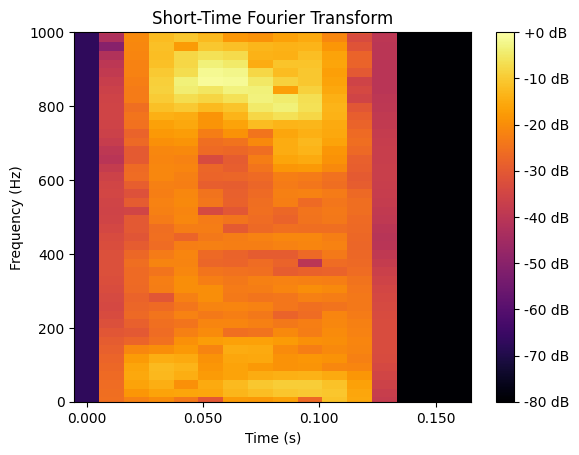 Short-Time Fourier Transform
1000
800
600
400
200
0
Frequency (Hz)
0.000
0.050
0.100
0.150
Time (s)
+0 dB
-10 dB
-20 dB
-30 dB
-40 dB
-50 dB
-60 dB
-70 dB
-80 dB